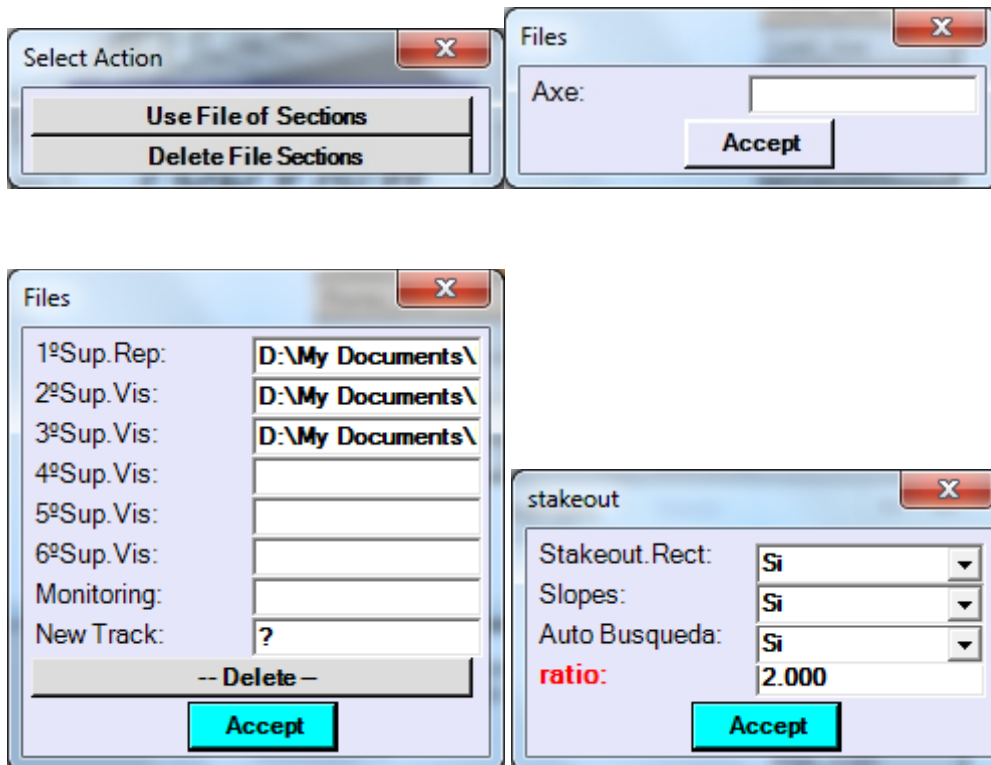 Select Action
Use File of Sections
Delete File Sections
Files
Axe:
Accept
Files
1ºSup.Rep: D:\My Documents\
2ºSup.Vis: D:\My Documents\
3ºSup.Vis: D:\My Documents\
4ºSup.Vis:
5ºSup.Vis:
6ºSup.Vis:
Monitoring:
New Track: ?
-- Delete --
Accept
stakeout
Stakeout.Rect: Si
Slopes: Si
Auto Busqueda: Si
ratio: 2.000
Accept